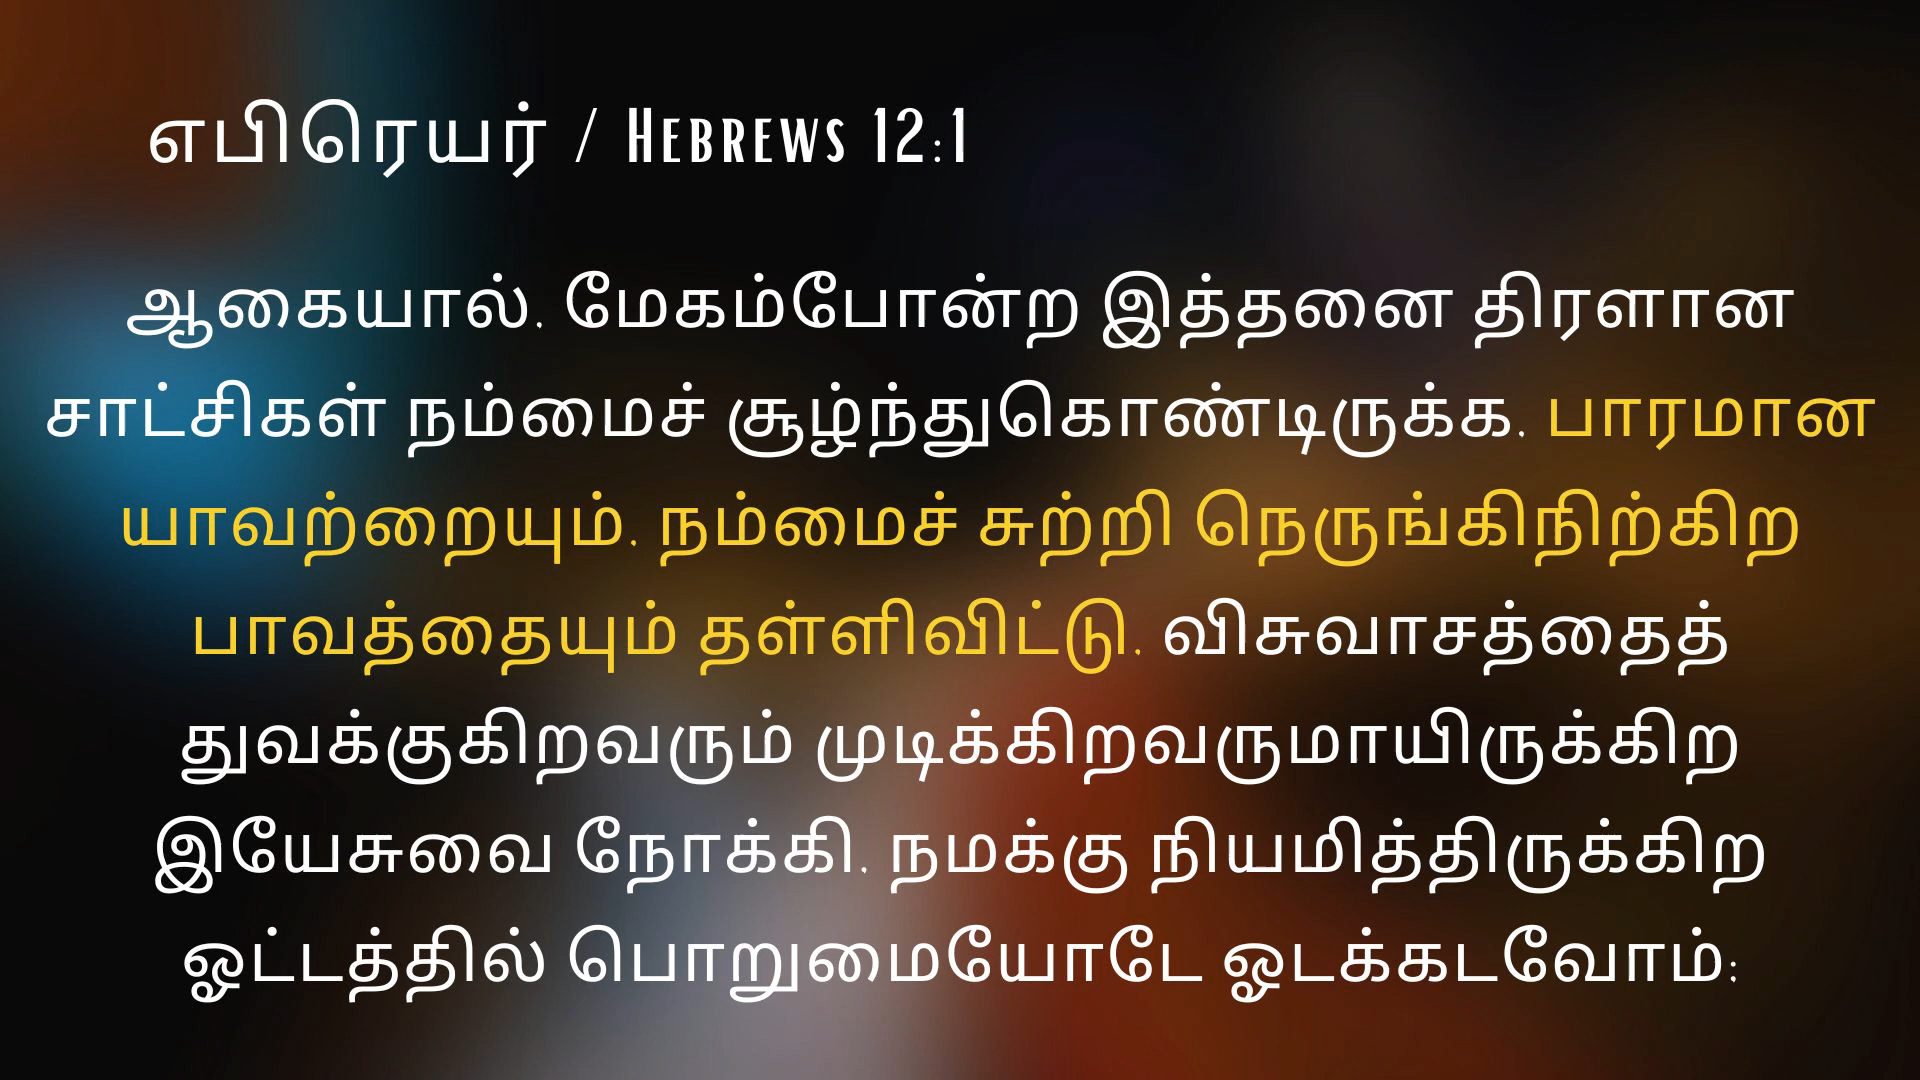 எபிரெயர் / HEBREWS 12:1
ஆகையால், மேகம்போன்ற இத்தனை திரளான
சாட்சிகள் நம்மைச் சூழ்ந்துகொண்டிருக்க, பாரமான
யாவற்றையும், நம்மைச் சுற்றி நெருங்கிநிற்கிற
பாவத்தையும் தள்ளிவிட்டு, விசுவாசத்தைத்
துவக்குகிறவரும் முடிக்கிறவருமாயிருக்கிற
இயேசுவை நோக்கி, நமக்கு நியமித்திருக்கிற
ஓட்டத்தில் பொறுமையோடே ஓடக்கடவோம்;